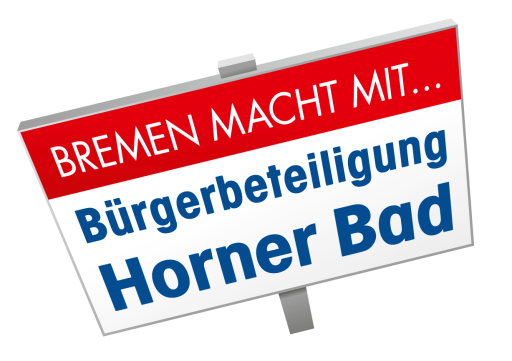 BREMEN MACHT MIT...
Bürgerbeteiligung
Horner Bad